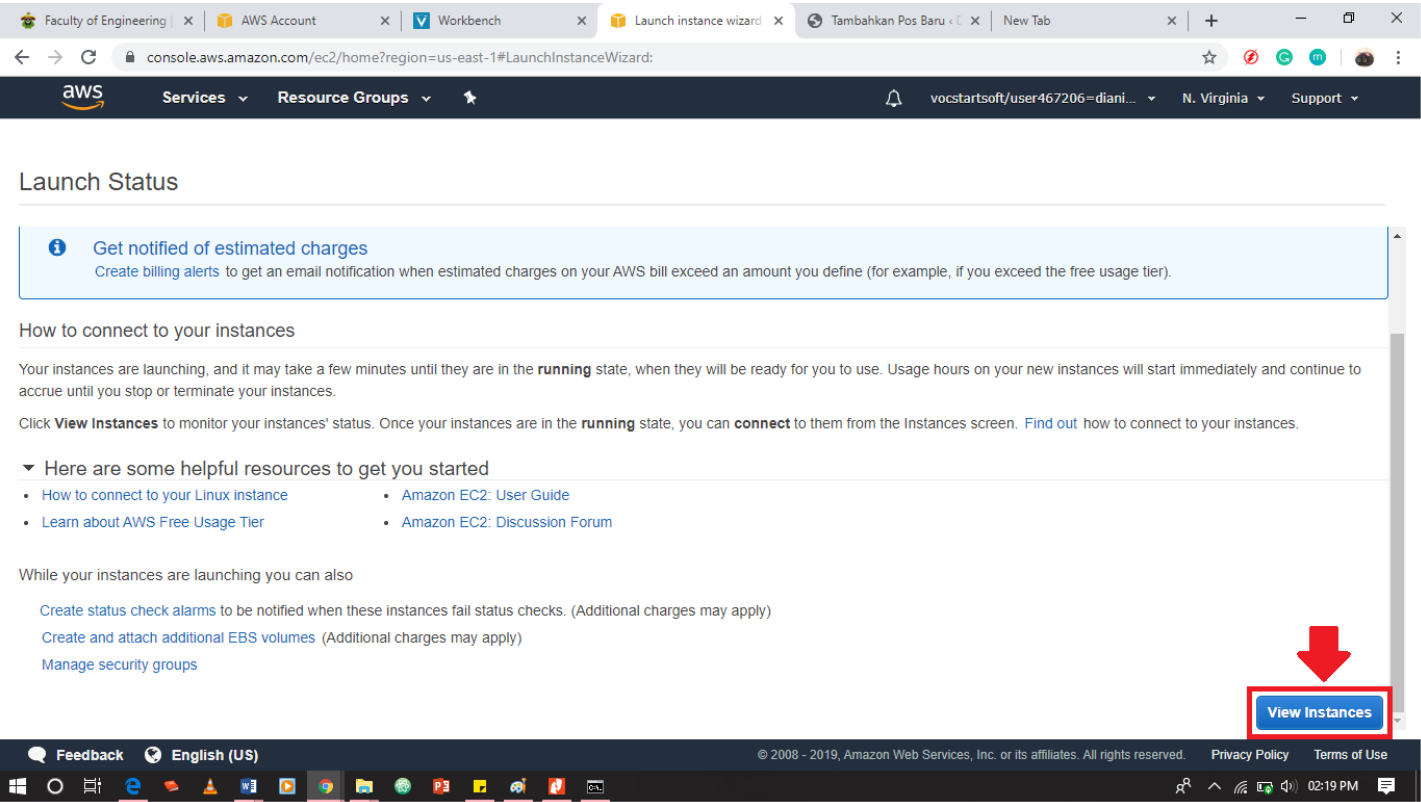 Faculty of Engineering |
AWS Account
Workbench
Launch instance wizard
Tambahkan Pos Baru ‹ D
New Tab
console.aws.amazon.com/ec2/home?region=us-east-1#LaunchInstanceWizard:
aws
Services
Resource Groups
vocstartsoft/user467206=diani...
N. Virginia
Support
Launch Status
Get notified of estimated charges
Create billing alerts to get an email notification when estimated charges on your AWS bill exceed an amount you define (for example, if you exceed the free usage tier).
How to connect to your instances
Your instances are launching, and it may take a few minutes until they are in the running state, when they will be ready for you to use. Usage hours on your new instances will start immediately and continue to
accrue until you stop or terminate your instances.
Click View Instances to monitor your instances' status. Once your instances are in the running state, you can connect to them from the Instances screen. Find out how to connect to your instances.
Here are some helpful resources to get you started
• How to connect to your Linux instance
• Amazon EC2: User Guide
• Learn about AWS Free Usage Tier
• Amazon EC2: Discussion Forum
While your instances are launching you can also
Create status check alarms to be notified when these instances fail status checks. (Additional charges may apply)
Create and attach additional EBS volumes (Additional charges may apply)
Manage security groups
View Instances
Feedback
English (US)
© 2008 - 2019, Amazon Web Services, Inc. or its affiliates. All rights reserved.
Privacy Policy
Terms of Use
02:19 PM